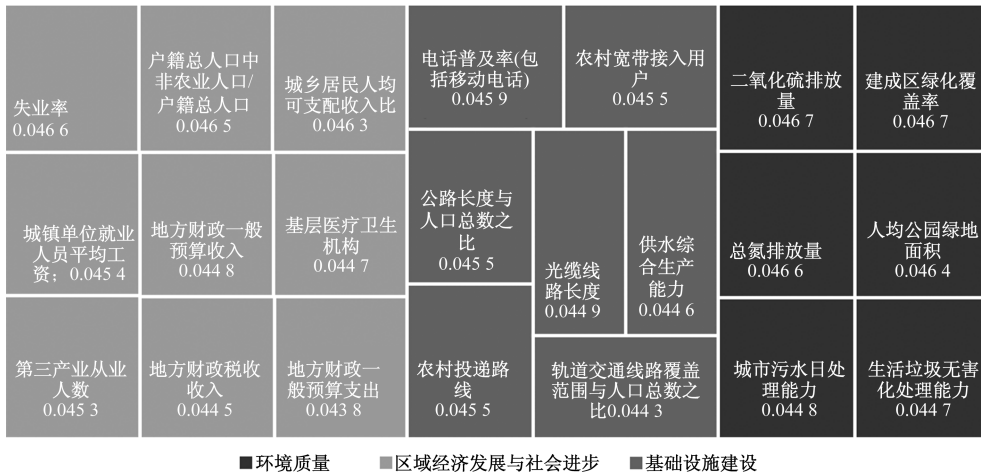 失业率
0.046 6
户籍总人口中
非农业人口/
户籍总人口
0.046 5
城乡居民人均
可支配收入比
0.046 3
城镇单位就业
人员平均工
资；0.045 4
地方财政一般
预算收入
0.044 8
基层医疗卫生
机构
0.044 7
第三产业从业
人数
0.045 3
地方财政税收
收入
0.044 5
地方财政一
般预算支出
0.043 8
电话普及率(包
括移动电话)
0.045 9
农村宽带接入用
户
0.045 5
公路长度与
人口总数之
比
0.045 5
光缆线
路长度
0.044 9
供水综
合生产
能力
0.044 6
农村投递路
线
0.045 5
轨道交通线路覆盖
范围与人口总数之
比0.044 3
二氧化硫排放
量
0.046 7
建成区绿化覆
盖率
0.046 7
总氮排放量
0.046 6
人均公园绿地
面积
0.046 4
城市污水日处
理能力
0.044 8
生活垃圾无害
化处理能力
0.044 7
环境质量
区域经济发展与社会进步
基础设施建设